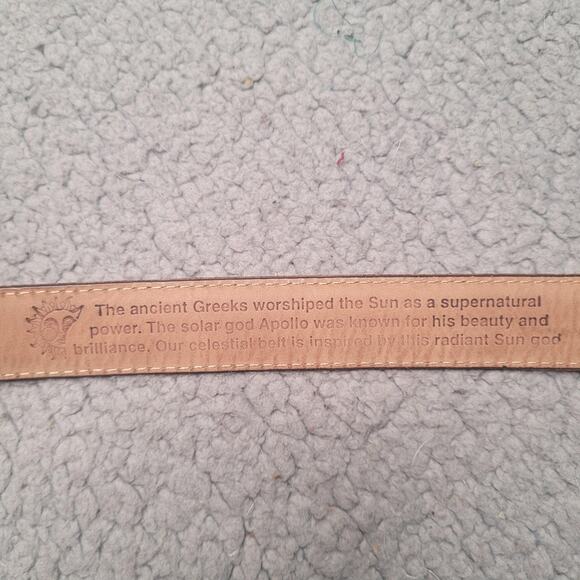 The ancient Greeks worshiped the Sun as a supernatural
power. The solar god Apollo was known for his beauty and
brilliance. Our celestial belt is inspired by this radiant Sun god